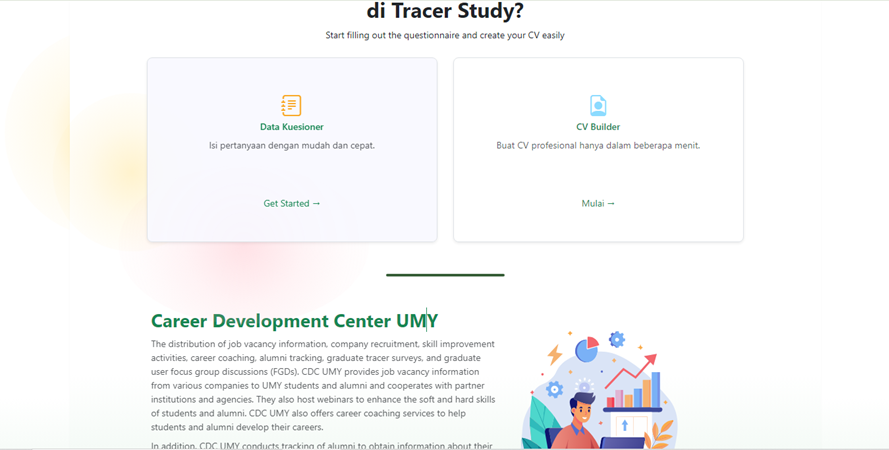 di Tracer Study?
Start filling out the questionnaire and create your CV easily
Data Kuesioner
Isi pertanyaan dengan mudah dan cepat.
Get Started →
CV Builder
Buat CV profesional hanya dalam beberapa menit.
Mulai →
Career Development Center UMY
The distribution of job vacancy information, company recruitment, skill improvement
activities, career coaching, alumni tracking, graduate tracer surveys, and graduate
user focus group discussions (FGDs). CDC UMY provides job vacancy information
from various companies to UMY students and alumni and cooperates with partner
institutions and agencies. They also host webinars to enhance the soft and hard skills
of students and alumni. CDC UMY also offers career coaching services to help
students and alumni develop their careers.
In addition, CDC UMY conducts tracking of alumni to obtain information about their